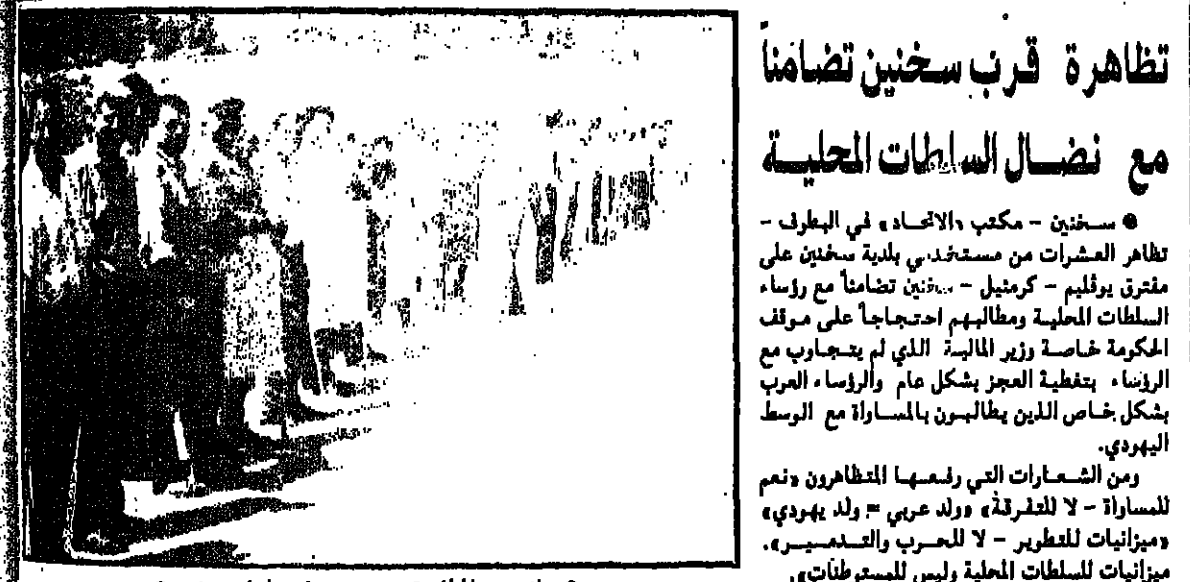 تظاهرة قرب سخنين تضامناً
مع نضال السلطات المحلية
● سخنين - مكتب «الاتحاد» في البطوف -
تظاهر العشرات من مستخدمي بلدية سخنين على
مفترق يوڤليم - كرمئيل - سخنين تضامناً مع رؤساء
السلطات المحلية ومطالبهم احتجاجاً على موقف
الحكومة خاصة وزير المالية الذي لم يتجاوب مع
الرؤساء بتغطية العجز بشكل عام والرؤساء العرب
بشكل خاص الذين يطالبون بالمساواة مع الوسط
اليهودي.
ومن الشعارات التي رفعها المتظاهرون «نعم
للمساواة - لا للتفرقة» «ولد عربي = ولد يهودي»
«ميزانيات للتطوير - لا للحرب والتدمير».
ميزانيات للسلطات المحلية وليس للمستوطنات».